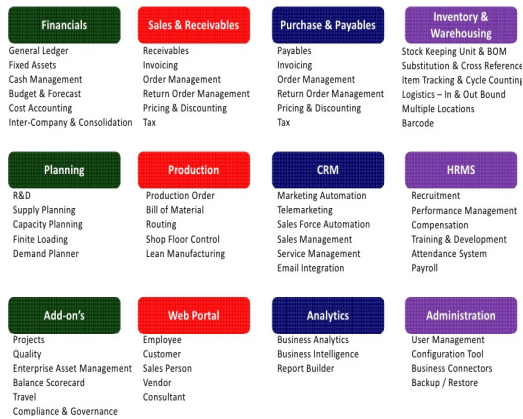 Financials
General Ledger
Fixed Assets
Cash Management
Budget & Forecast
Cost Accounting
Inter-Company & Consolidation
Sales & Receivables
Receivables
Invoicing
Order Management
Return Order Management
Pricing & Discounting
Tax
Purchase & Payables
Payables
Invoicing
Order Management
Return Order Management
Pricing & Discounting
Tax
Inventory &
Warehousing
Stock Keeping Unit & BOM
Substitution & Cross Reference
Item Tracking & Cycle Counting
Logistics – In & Out Bound
Multiple Locations
Barcode
Planning
R&D
Supply Planning
Capacity Planning
Finite Loading
Demand Planner
Production
Production Order
Bill of Material
Routing
Shop Floor Control
Lean Manufacturing
CRM
Marketing Automation
Telemarketing
Sales Force Automation
Sales Management
Service Management
Email Integration
HRMS
Recruitment
Performance Management
Compensation
Training & Development
Attendance System
Payroll
Add-on's
Projects
Quality
Enterprise Asset Management
Balance Scorecard
Travel
Compliance & Governance
Web Portal
Employee
Customer
Sales Person
Vendor
Consultant
Analytics
Business Analytics
Business Intelligence
Report Builder
Administration
User Management
Configuration Tool
Business Connectors
Backup / Restore